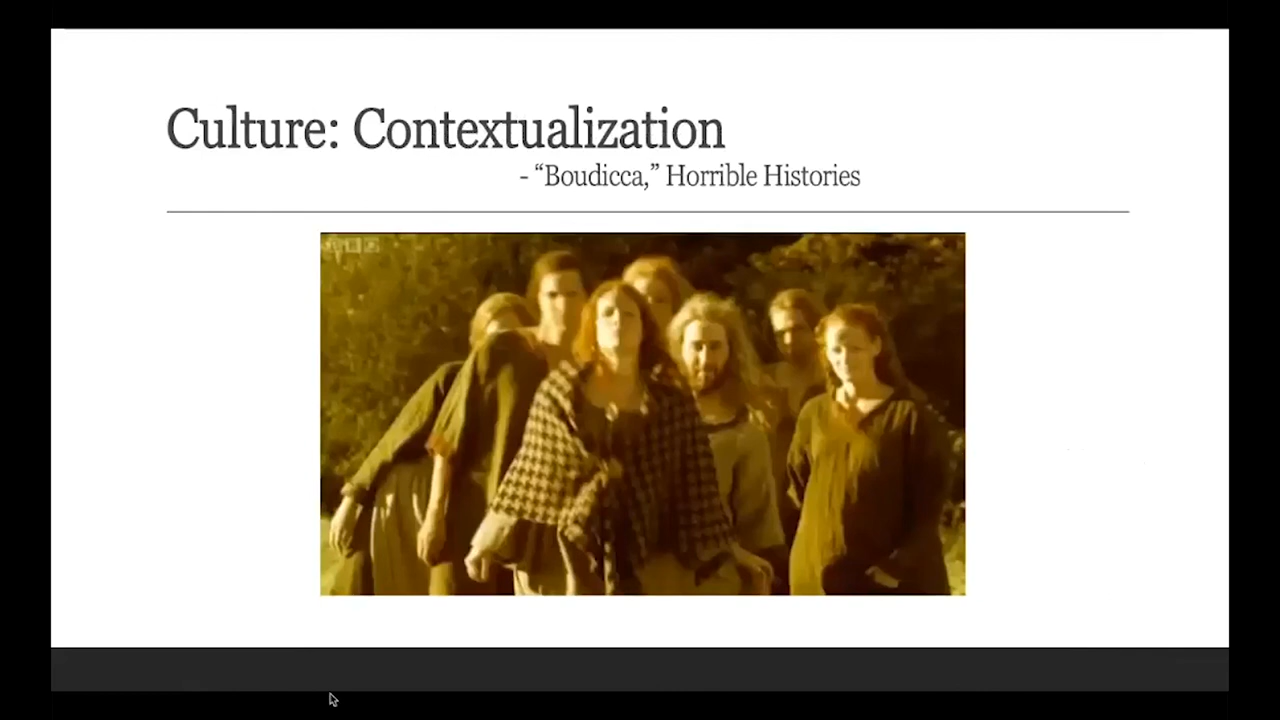 Culture: Contextualization
- “Boudicca,” Horrible Histories